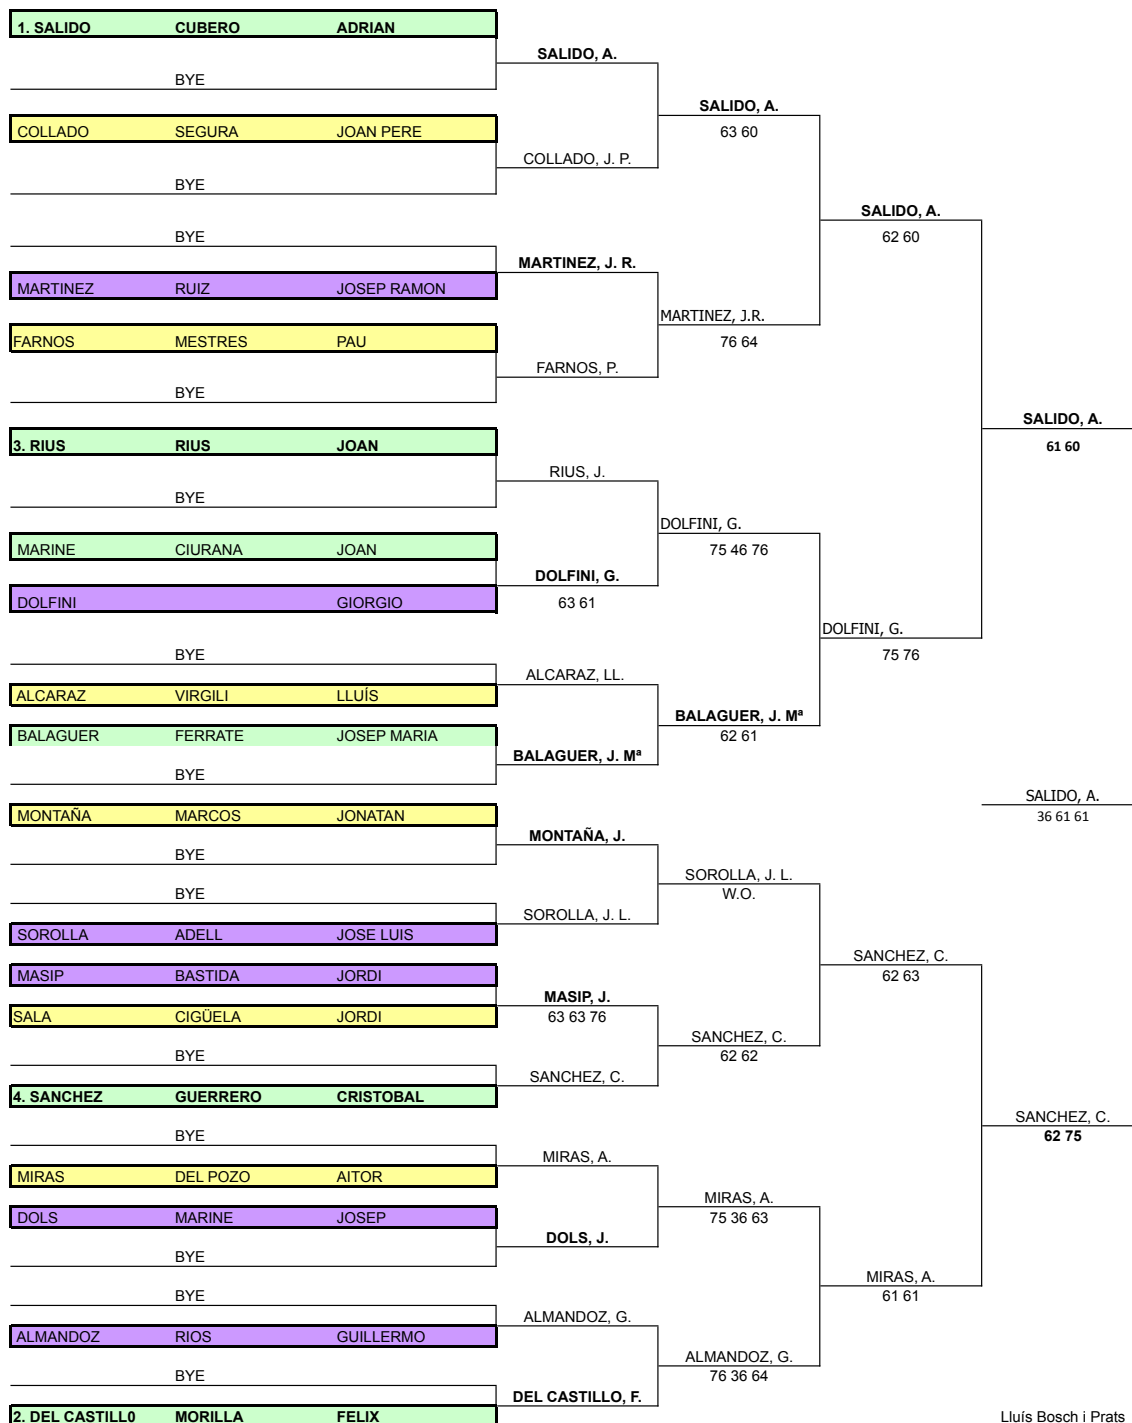 1. SALIDO CUBERO ADRIAN
SALIDO, A.
BYE
SALIDO, A.
COLLADO SEGURA JOAN PERE
63 60
COLLADO, J. P.
BYE
SALIDO, A.
BYE
62 60
MARTINEZ, J. R.
MARTINEZ RUIZ JOSEP RAMON
MARTINEZ, J.R.
FARNOS MESTRES PAU
76 64
FARNOS, P.
BYE
SALIDO, A.
3. RIUS RIUS JOAN
61 60
RIUS, J.
BYE
DOLFINI, G.
MARINE CIURANA JOAN
75 46 76
DOLFINI, G.
DOLFINI GIORGIO
63 61
DOLFINI, G.
BYE
75 76
ALCARAZ, LL.
ALCARAZ VIRGILI LLUÍS
BALAGUER, J. Mª
BALAGUER FERRATE JOSEP MARIA
62 61
BALAGUER, J. Mª
BYE
SALIDO, A.
MONTAÑA MARCOS JONATAN
36 61 61
MONTAÑA, J.
BYE
SOROLLA, J. L.
BYE
W.O.
SOROLLA, J. L.
SOROLLA ADELL JOSE LUIS
SANCHEZ, C.
MASIP BASTIDA JORDI
62 63
MASIP, J.
SALA CIGÜELA JORDI
63 63 76
SANCHEZ, C.
BYE
62 62
SANCHEZ, C.
4. SANCHEZ GUERRERO CRISTOBAL
SANCHEZ, C.
BYE
62 75
MIRAS, A.
MIRAS DEL POZO AITOR
MIRAS, A.
DOLS MARINE JOSEP
75 36 63
DOLS, J.
BYE
MIRAS, A.
BYE
61 61
ALMANDOZ, G.
ALMANDOZ RIOS GUILLERMO
ALMANDOZ, G.
BYE
76 36 64
DEL CASTILLO, F.
2. DEL CASTILL0 MORILLA FELIX
Lluís Bosch i Prats